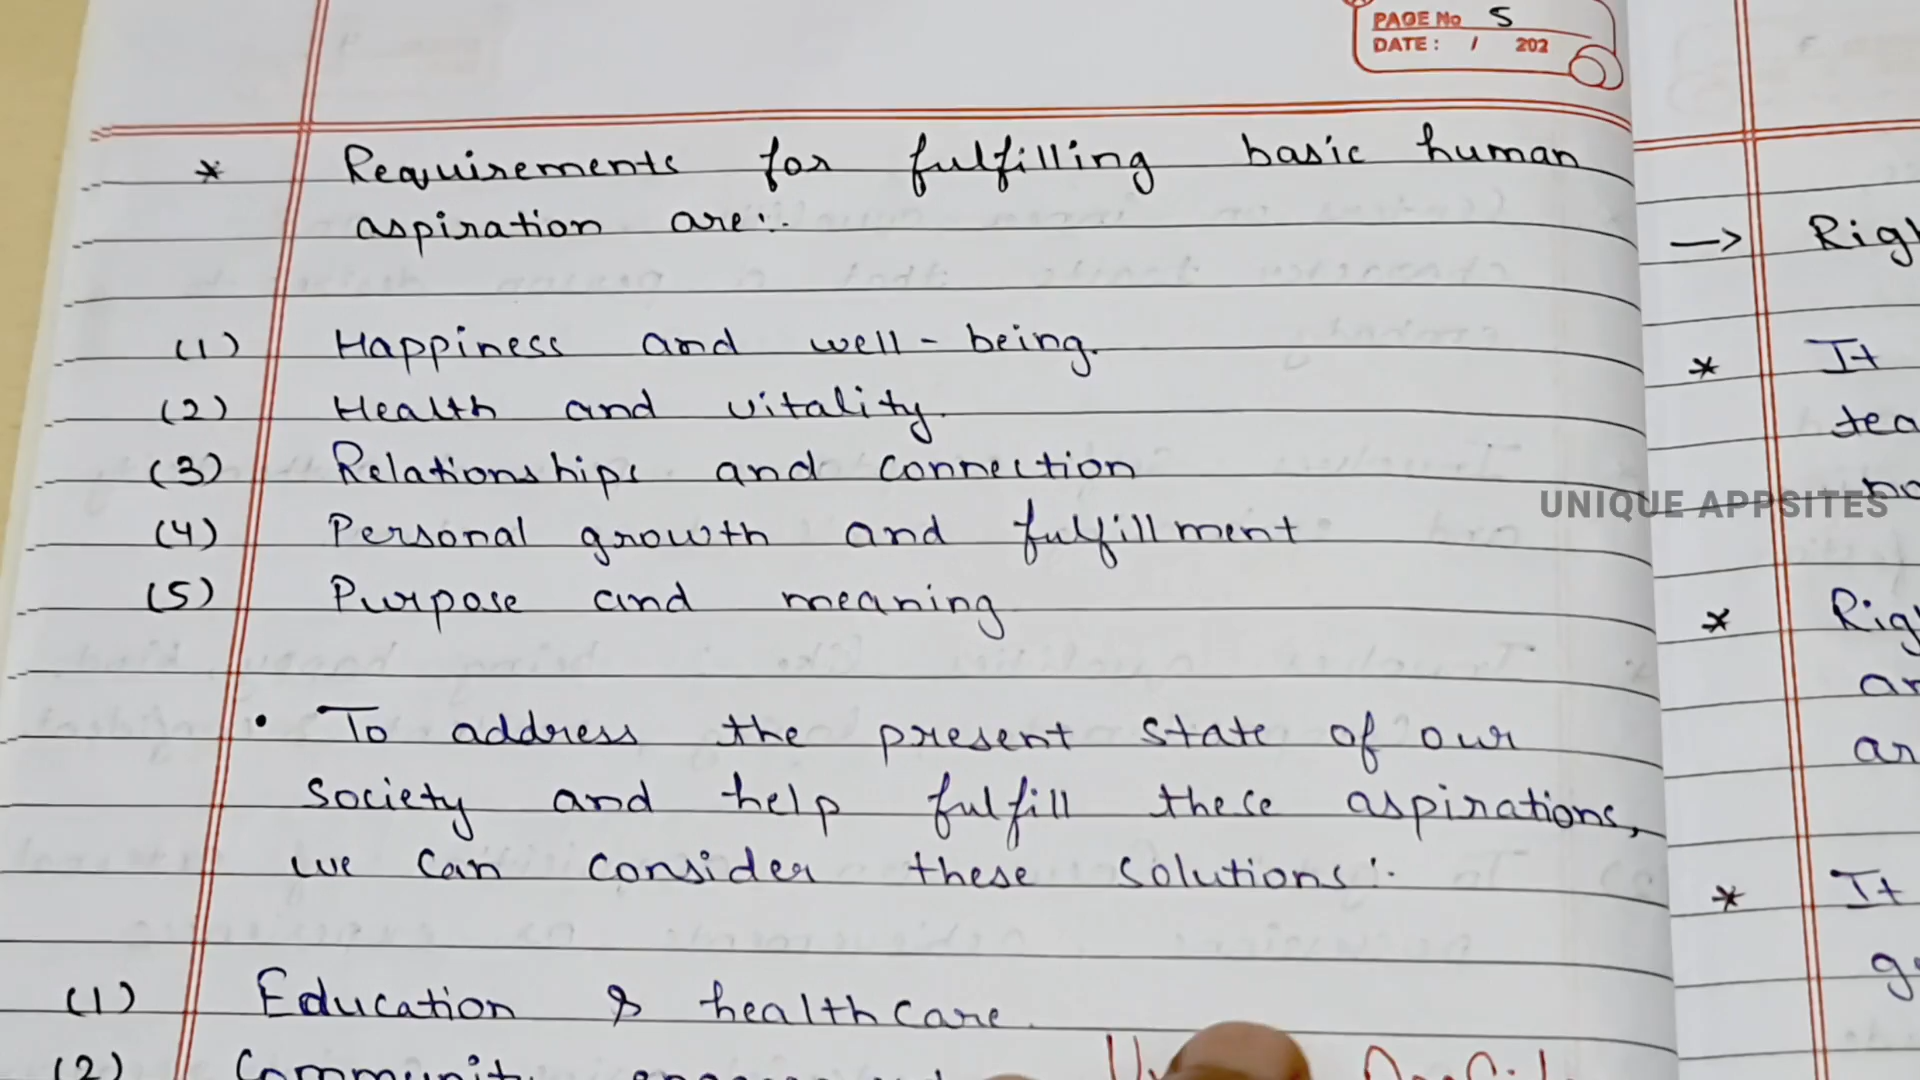 PAGE No 5
DATE: / 202
* Requirements for fulfilling basic human
aspiration are:-
(1) Happiness and well-being.
(2) Health and vitality.
(3) Relationships and connection
(4) Personal growth and fulfillment
(5) Purpose and meaning
• To address the present state of our
society and help fulfill these aspirations,
we can consider these solutions:-
(1) Education & healthcare.
(2) Community
→
* It
*
* It
UNIQUE APPSITES